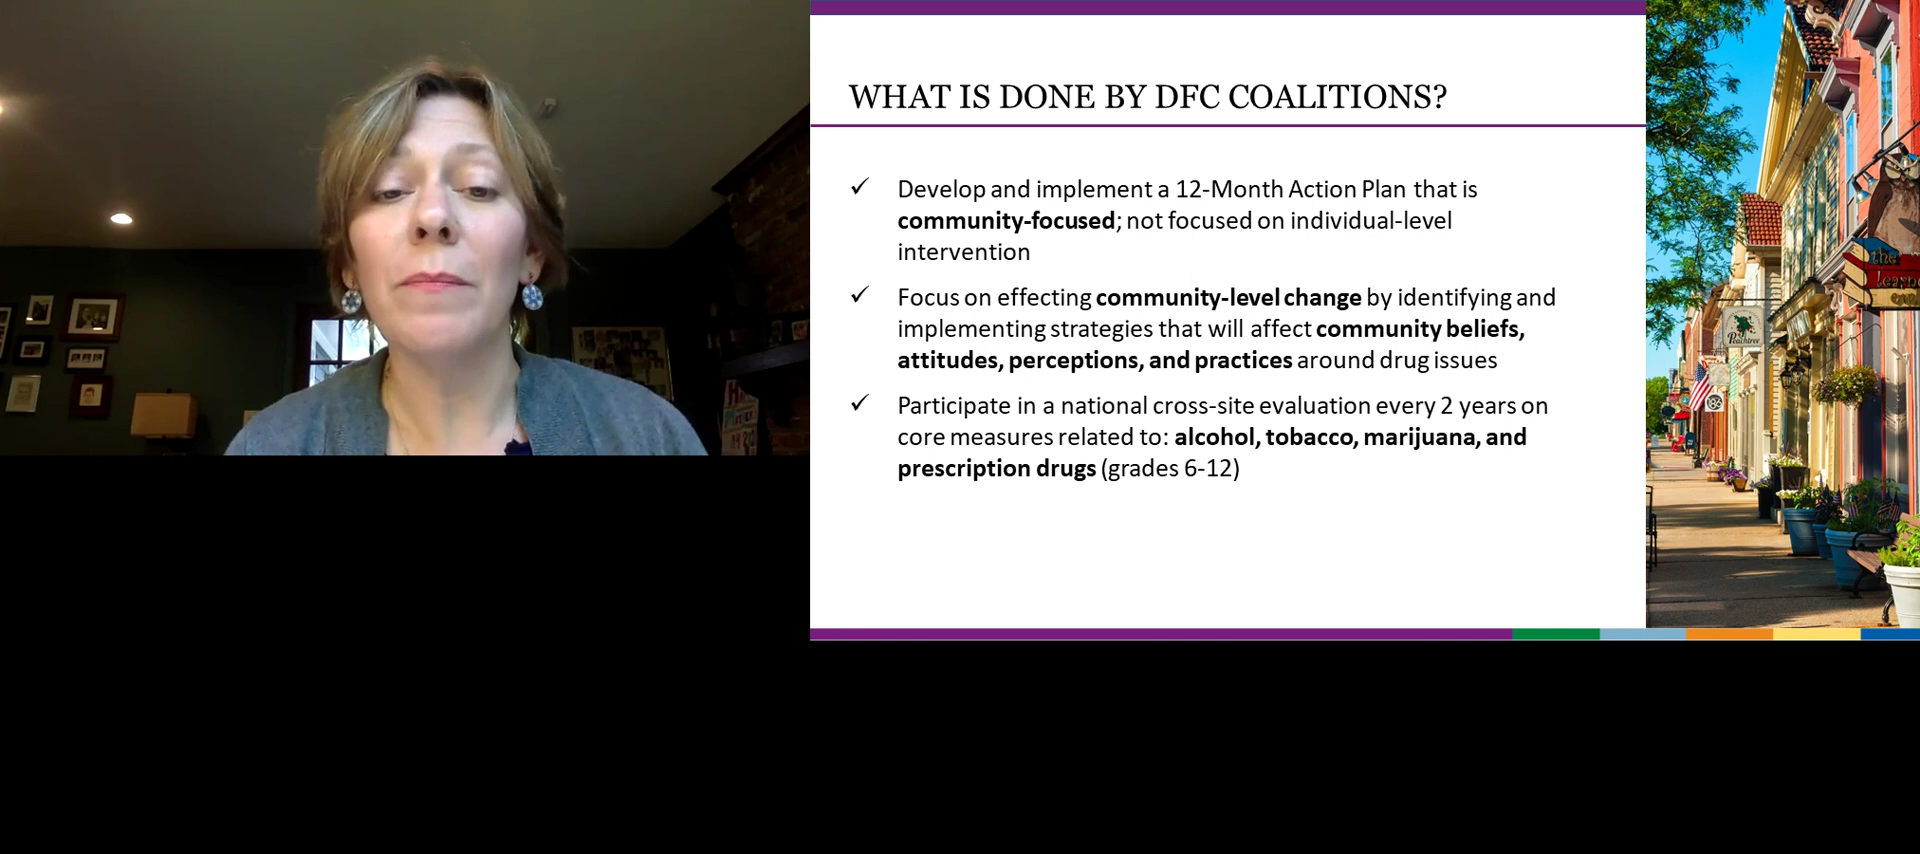 WHAT IS DONE BY DFC COALITIONS?
✓ Develop and implement a 12-Month Action Plan that is
community-focused; not focused on individual-level
intervention
✓ Focus on effecting community-level change by identifying and
implementing strategies that will affect community beliefs,
attitudes, perceptions, and practices around drug issues
✓ Participate in a national cross-site evaluation every 2 years on
core measures related to: alcohol, tobacco, marijuana, and
prescription drugs (grades 6-12)
the
Peachtree